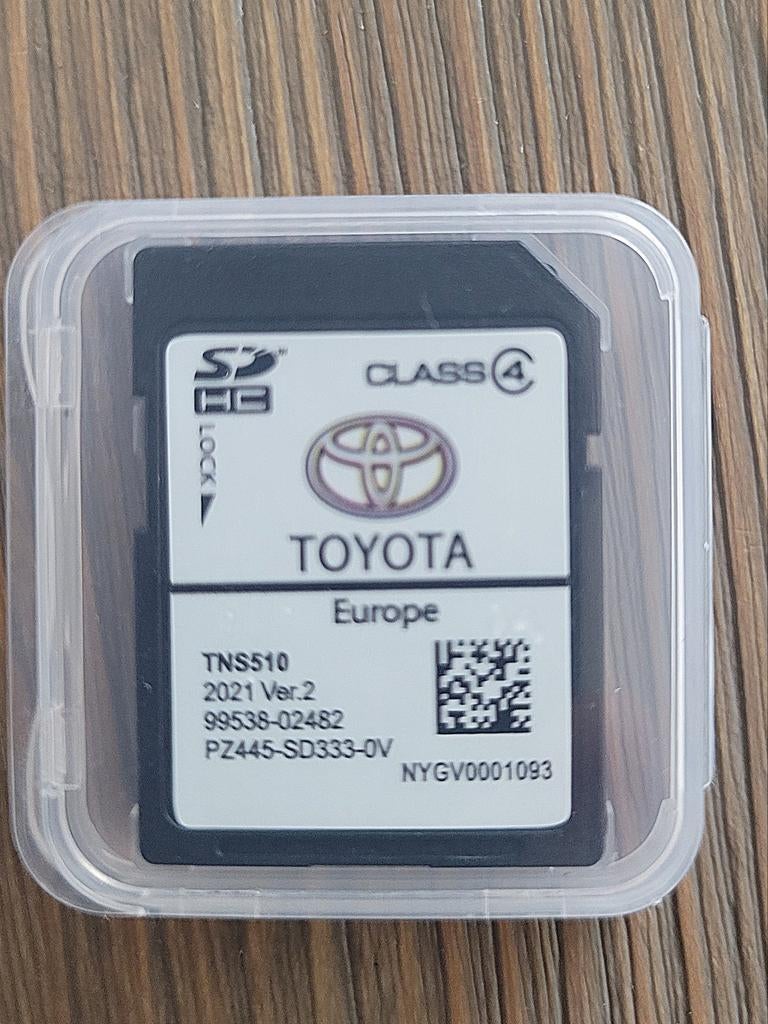 SD
HC
CLASS 4
LOCK
TOYOTA
Europe
TNS510
2021 Ver.2
99538-02482
PZ445-SD333-0V
NYGV0001093